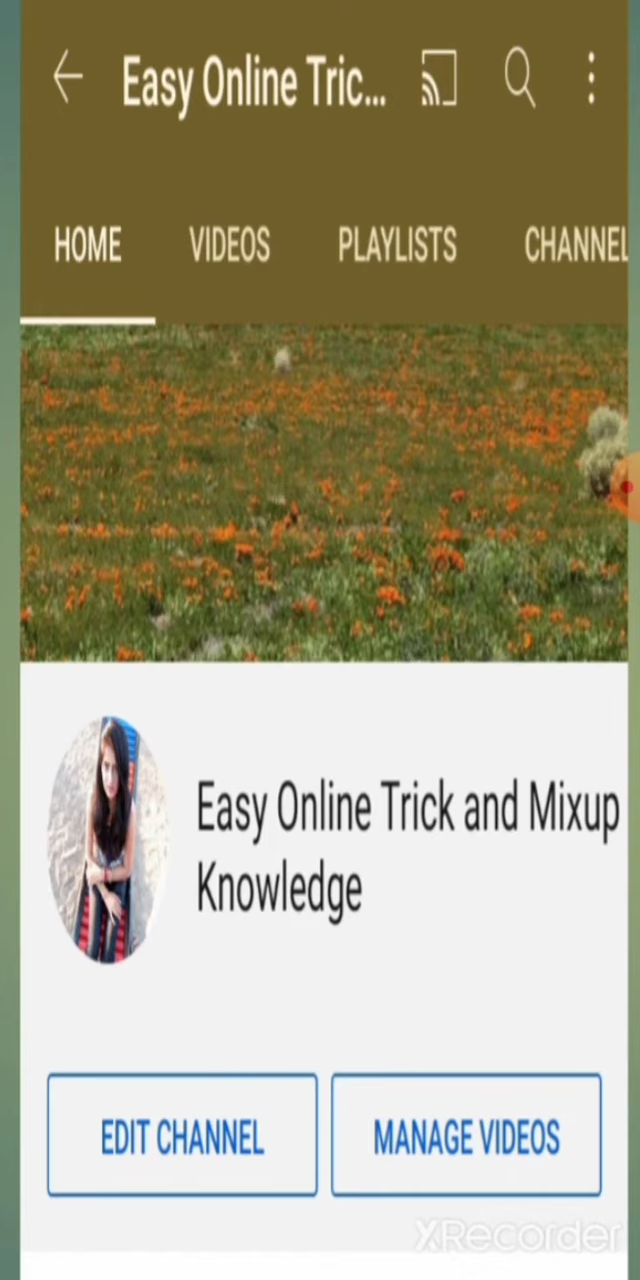 Easy Online Tric...
HOME VIDEOS PLAYLISTS CHANNEL
Easy Online Trick and Mixup
Knowledge
EDIT CHANNEL MANAGE VIDEOS
XRecorder